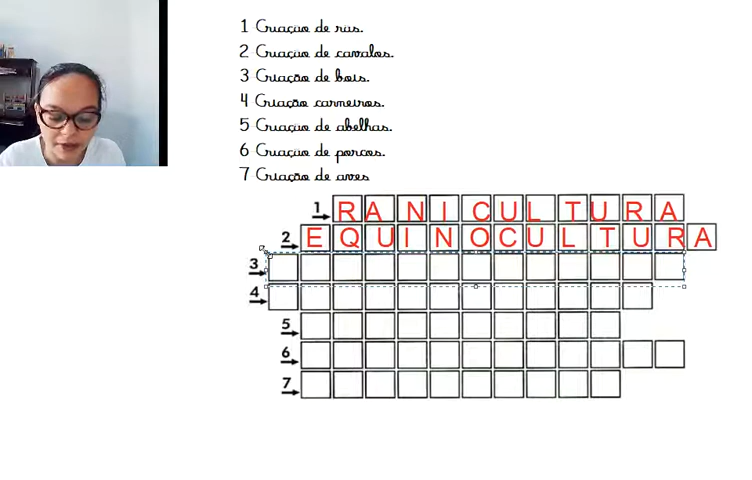 1 Criação de rãs.
2 Criação de cavalos.
3 Criação de bois.
4 Criação carneiros.
5 Criação de abelhas.
6 Criação de porcos.
7 Criação de aves
1 RANICULTURA
2 EQUINOCULTURA
3
4
5
6
7